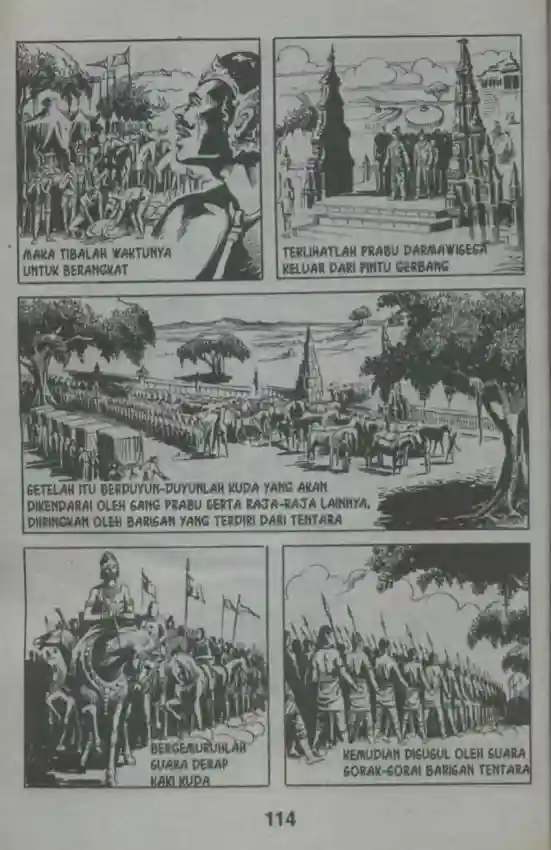 MAKA TIBALAH WAKTUNYA
UNTUK BERANGKAT
TERLIHATLAH PRABU DARMAWISESA
KELUAR DARI PINTU GERBANG
SETELAH ITU BERDUYUN-DUYUNLAH KUDA YANG AKAN
DIKENDARAI OLEH SANG PRABU SERTA RAJA-RAJA LAINNYA,
DIIRINGKAN OLEH BARISAN YANG TERDIRI DARI TENTARA
BERGEMURUHLAH
SUARA DERAP
KAKI KUDA
KEMUDIAN DISUSUL OLEH SUARA
SORAK-SORAI BARISAN TENTARA
114